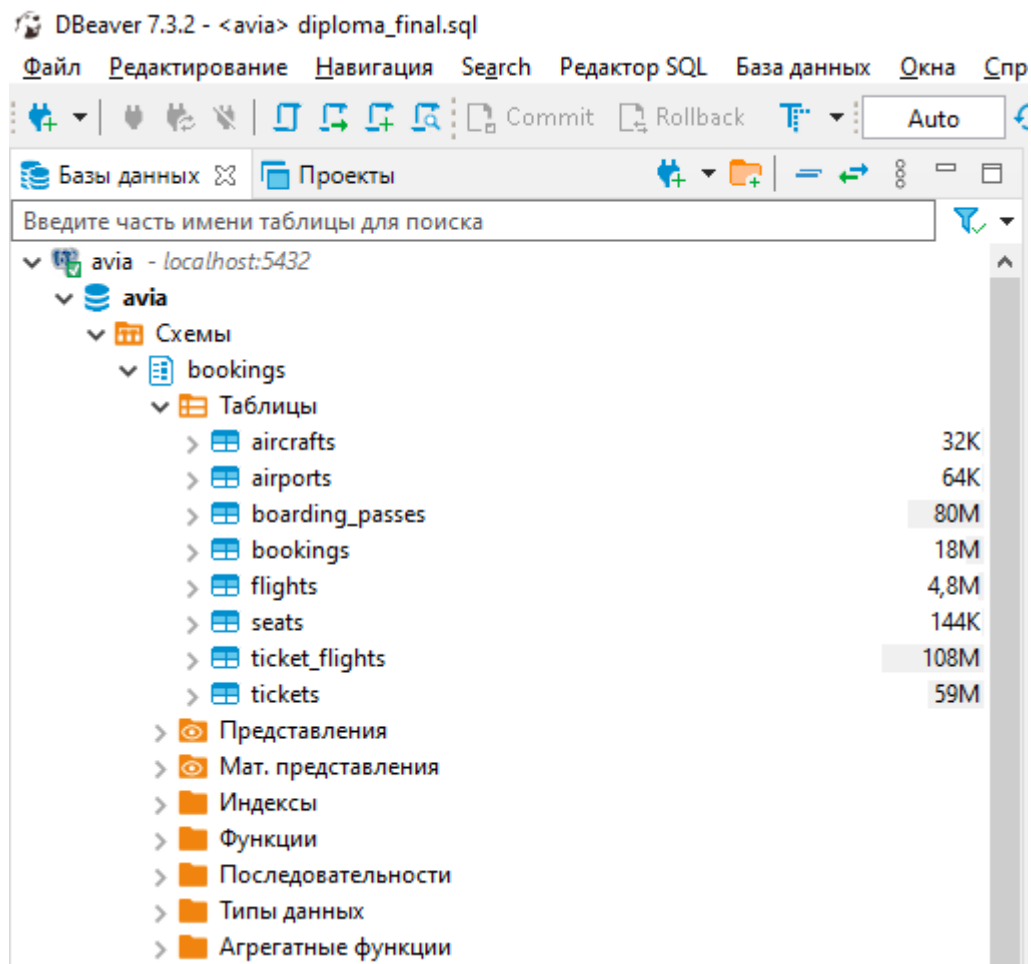 DBeaver 7.3.2 - <avia> diploma_final.sql
Файл Редактирование Навигация Search Редактор SQL База данных Окна Спр
Commit Rollback Auto
Базы данных Проекты
Введите часть имени таблицы для поиска
avia - localhost:5432
avia
Схемы
bookings
Таблицы
aircrafts 32K
airports 64K
boarding_passes 80M
bookings 18M
flights 4,8M
seats 144K
ticket_flights 108M
tickets 59M
Представления
Мат. представления
Индексы
Функции
Последовательности
Типы данных
Агрегатные функции